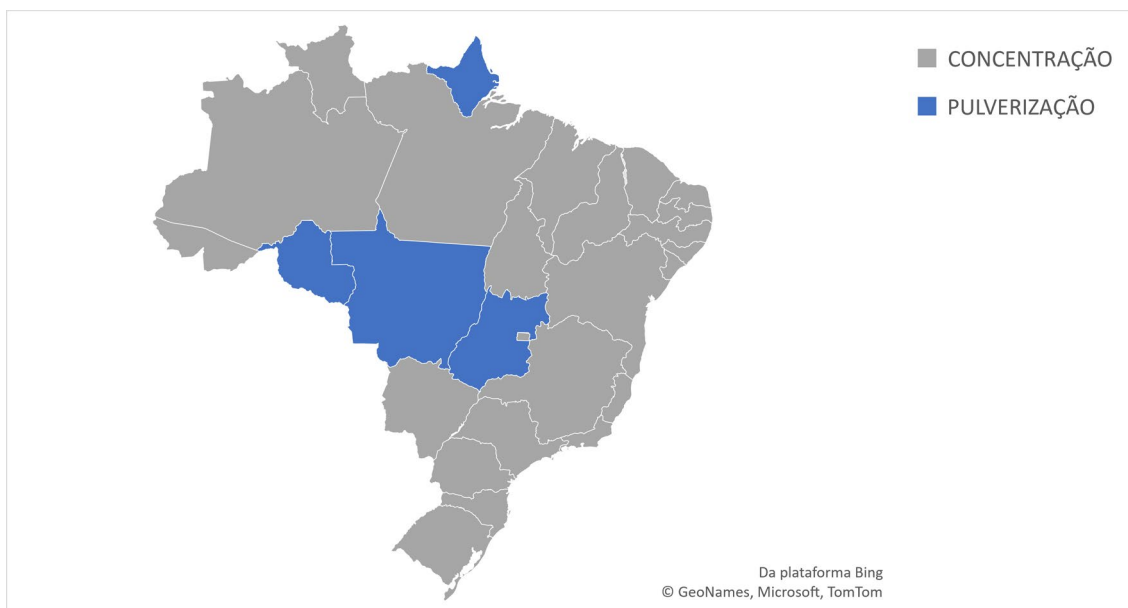 CONCENTRAÇÃO
PULVERIZAÇÃO
Da plataforma Bing
© GeoNames, Microsoft, TomTom